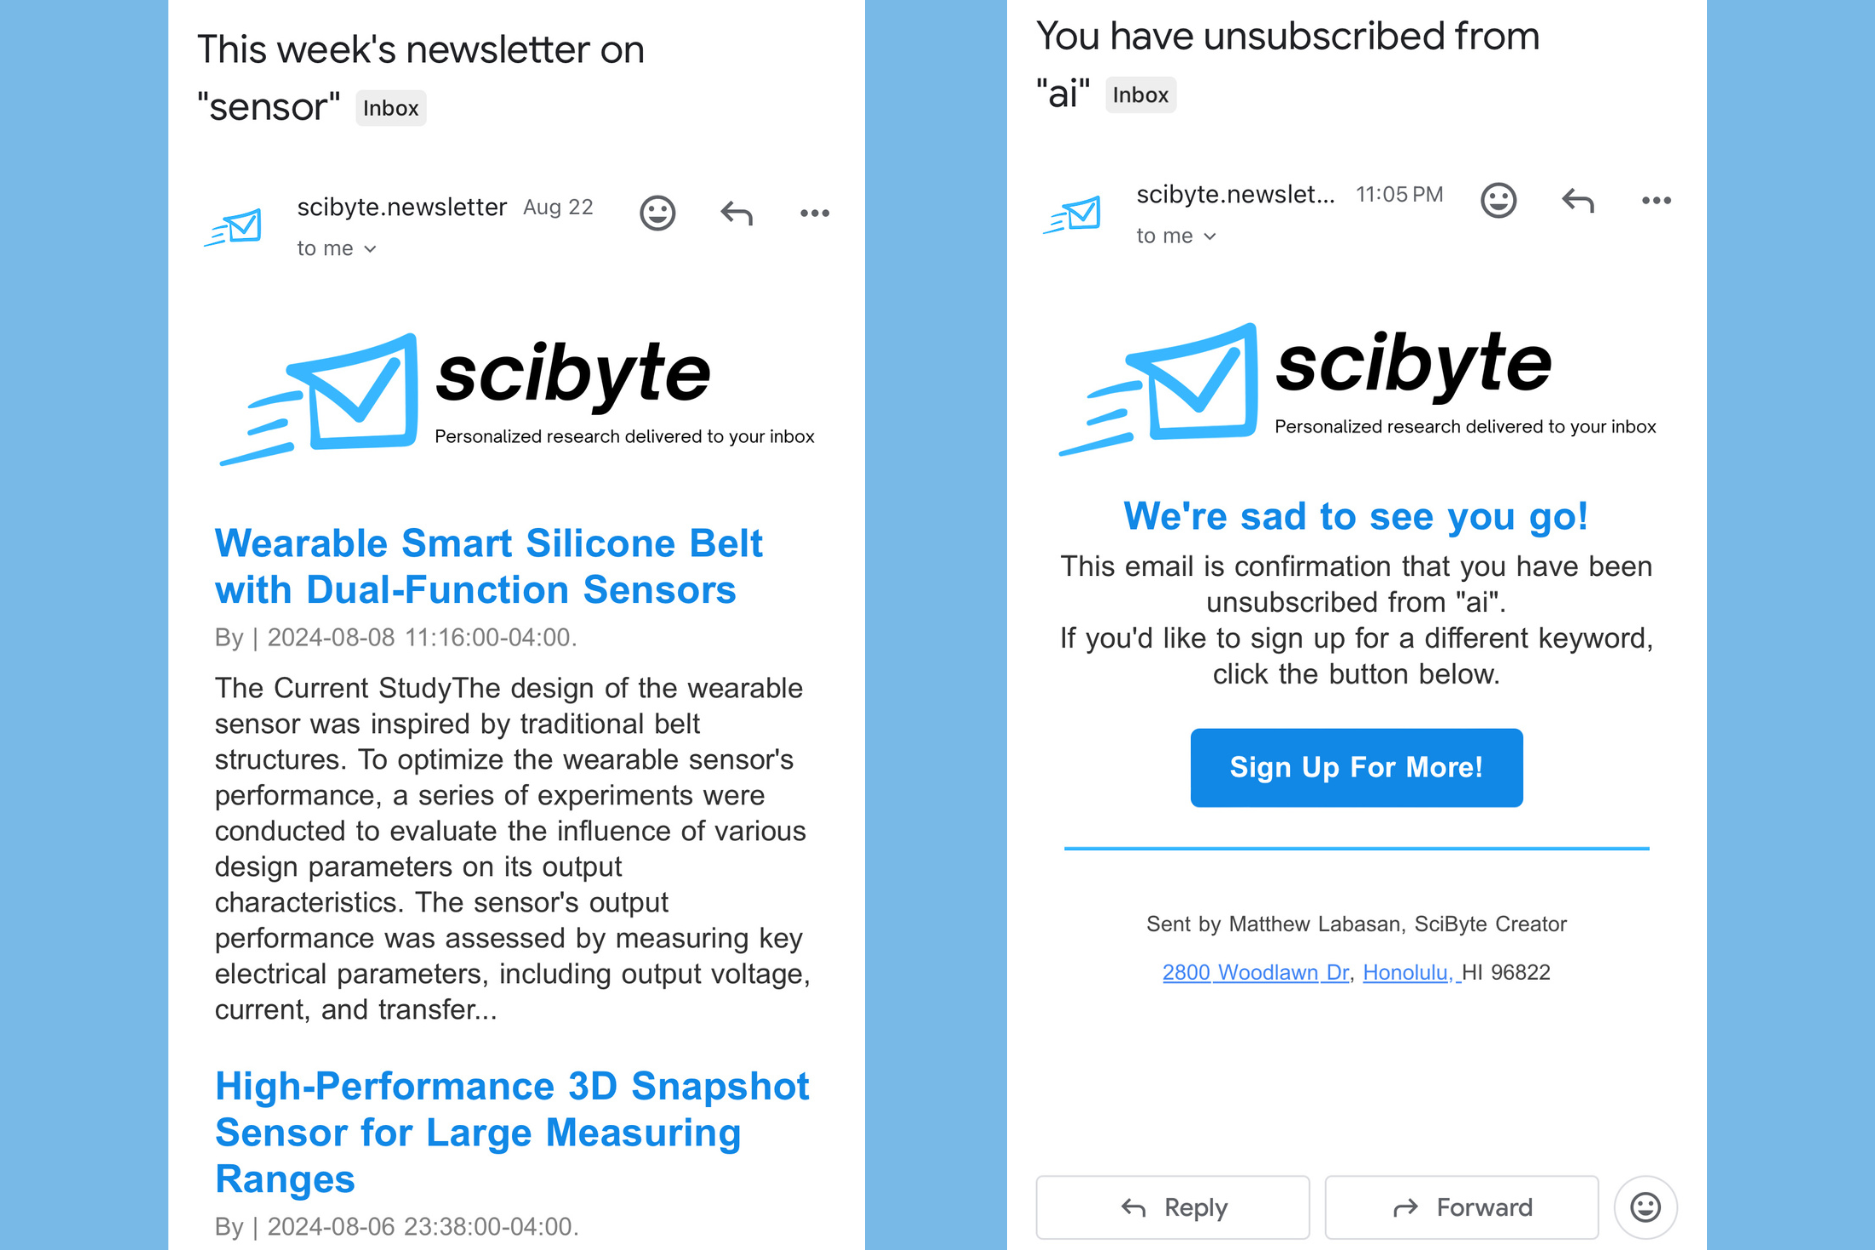 This week's newsletter on
"sensor" Inbox
scibyte.newsletter Aug 22
to me
scibyte
Personalized research delivered to your inbox
Wearable Smart Silicone Belt
with Dual-Function Sensors
By | 2024-08-08 11:16:00-04:00.
The Current StudyThe design of the wearable
sensor was inspired by traditional belt
structures. To optimize the wearable sensor's
performance, a series of experiments were
conducted to evaluate the influence of various
design parameters on its output
characteristics. The sensor's output
performance was assessed by measuring key
electrical parameters, including output voltage,
current, and transfer...
High-Performance 3D Snapshot
Sensor for Large Measuring
Ranges
By | 2024-08-06 23:38:00-04:00.
You have unsubscribed from
"ai" Inbox
scibyte.newslet... 11:05 PM
to me
scibyte
Personalized research delivered to your inbox
We're sad to see you go!
This email is confirmation that you have been
unsubscribed from "ai".
If you'd like to sign up for a different keyword,
click the button below.
Sign Up For More!
Sent by Matthew Labasan, SciByte Creator
2800 Woodlawn Dr, Honolulu, HI 96822
Reply
Forward